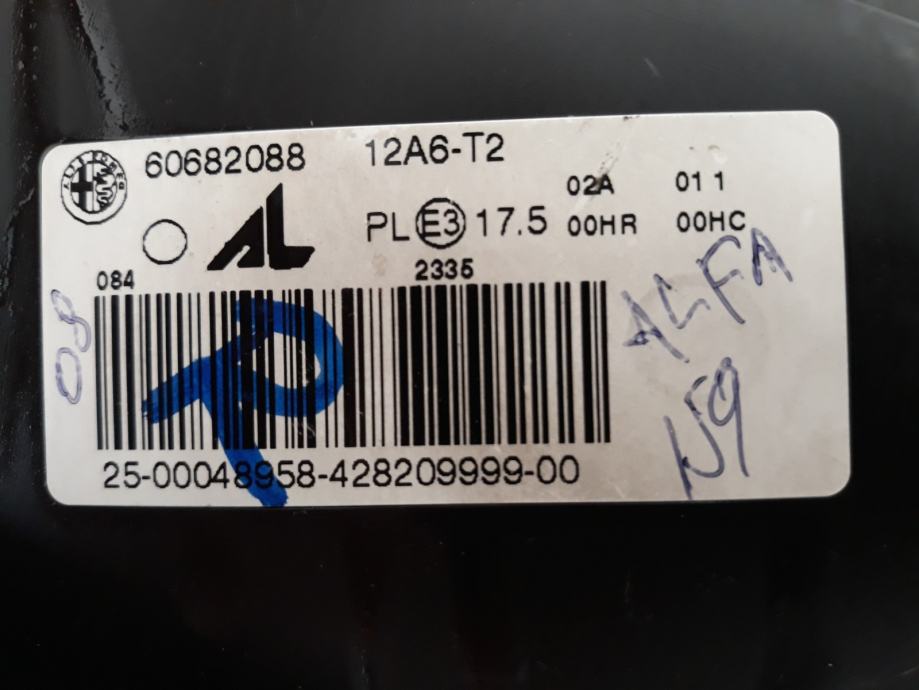 60682088 12A6-T2
AL PL E3 17.5 02A 00HR 01 1 00HC
084 2335
08
ALFA
25-00048958-428209999-00